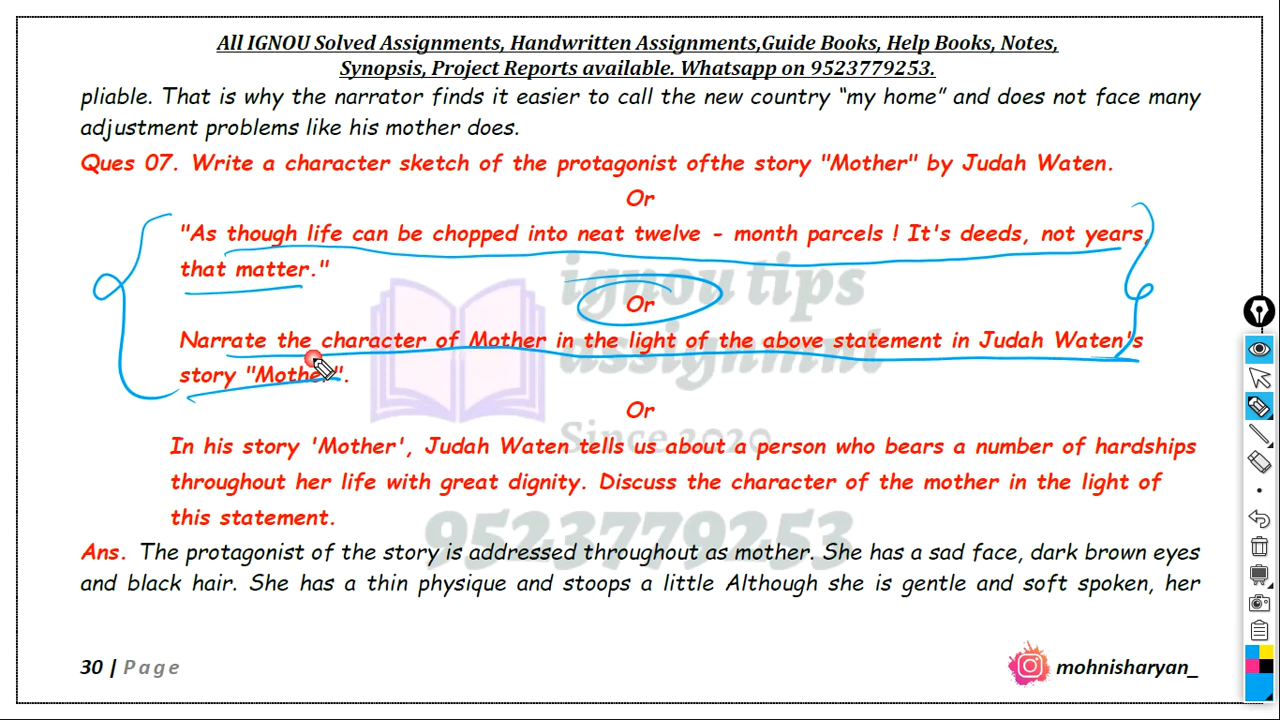 All IGNOU Solved Assignments, Handwritten Assignments,Guide Books, Help Books, Notes,
Synopsis, Project Reports available. Whatsapp on 9523779253.
pliable. That is why the narrator finds it easier to call the new country "my home" and does not face many
adjustment problems like his mother does.
Ques 07. Write a character sketch of the protagonist ofthe story "Mother" by Judah Waten.
Or
"As though life can be chopped into neat twelve - month parcels ! It's deeds, not years,
that matter."
Or
Narrate the character of Mother in the light of the above statement in Judah Waten's
story "Mother".
Or
In his story 'Mother', Judah Waten tells us about a person who bears a number of hardships
throughout her life with great dignity. Discuss the character of the mother in the light of
this statement.
Ans. The protagonist of the story is addressed throughout as mother. She has a sad face, dark brown eyes
and black hair. She has a thin physique and stoops a little Although she is gentle and soft spoken, her
ignou tips
assignmnt
Since 2020
9523779253
30 | Page
mohnisharyan_